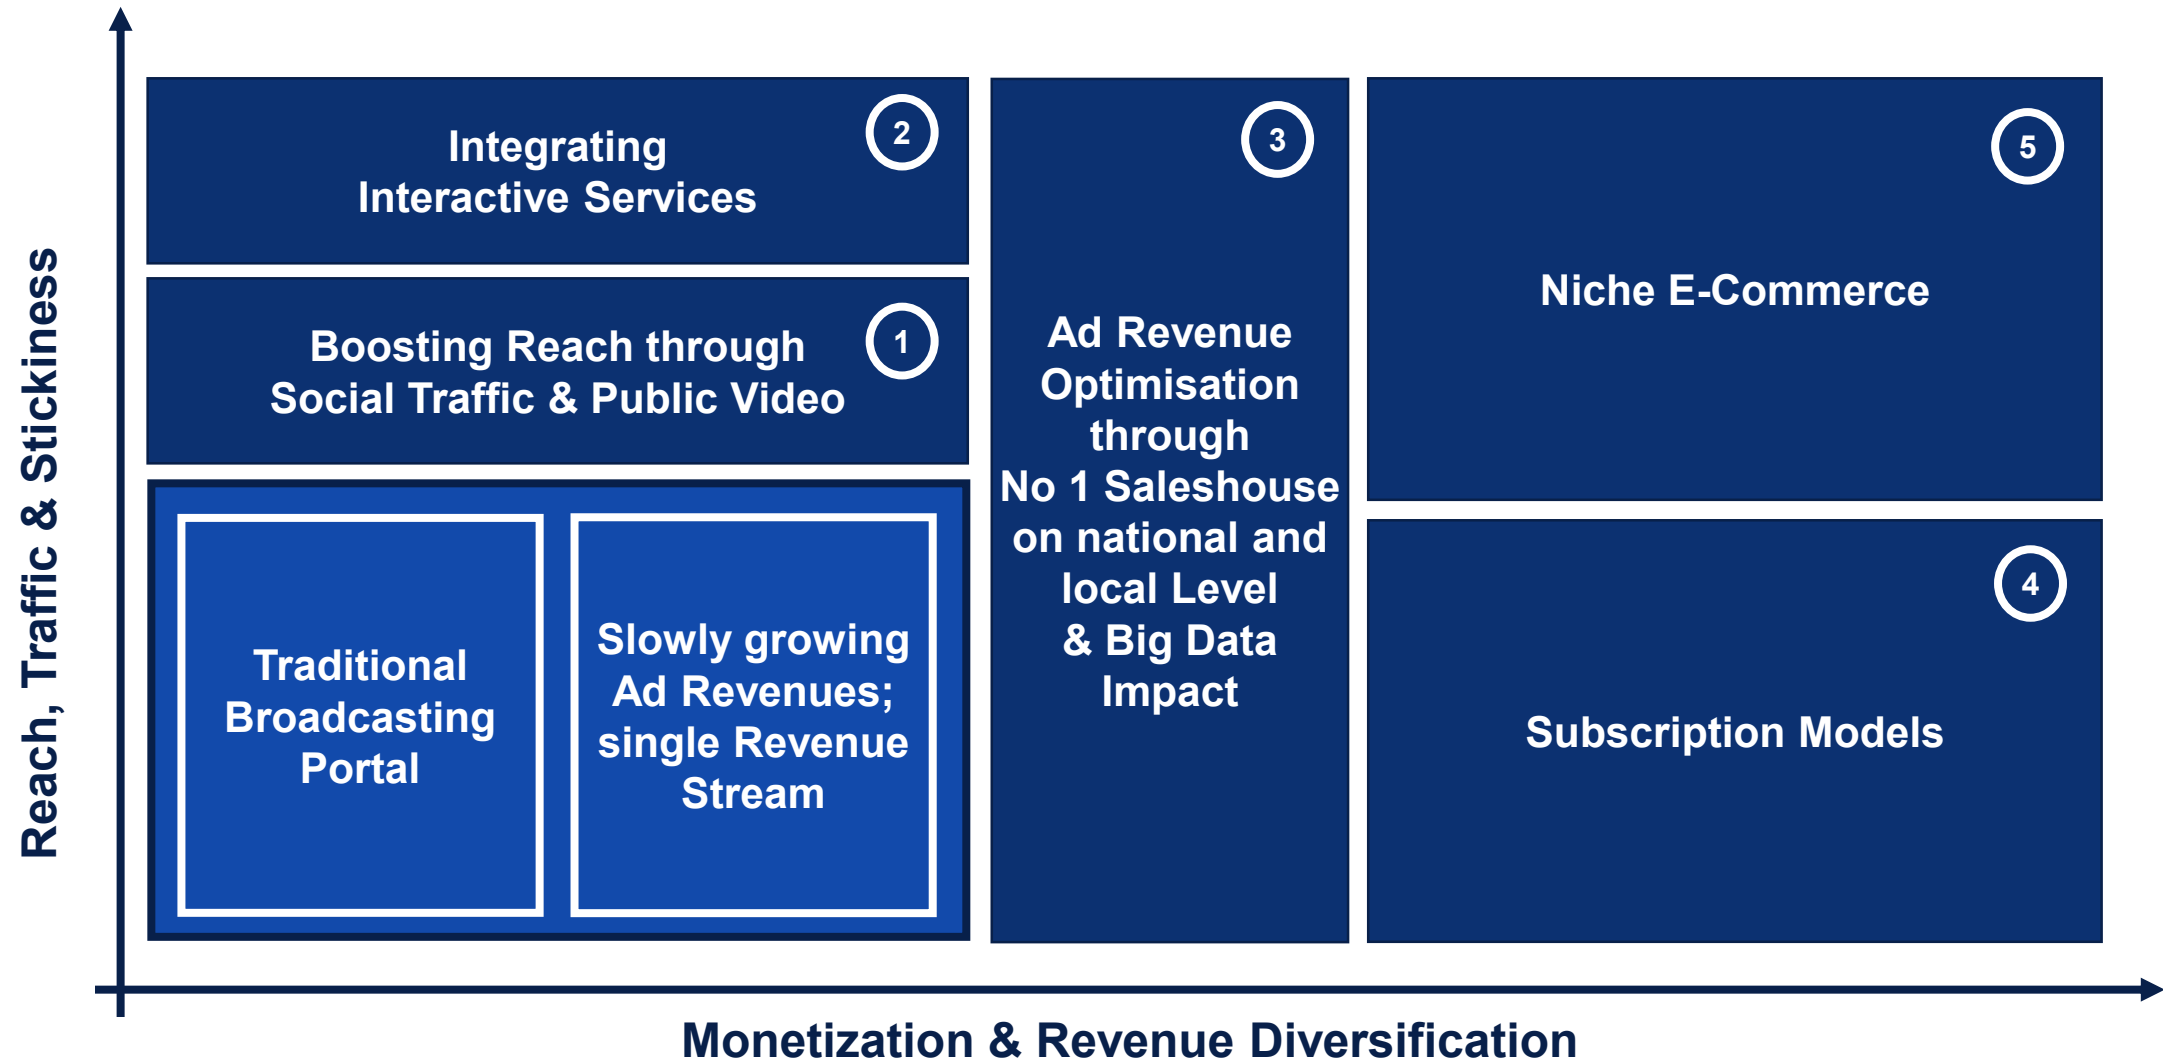 Reach, Traffic & Stickiness
Integrating
Interactive Services
2
Boosting Reach through
Social Traffic & Public Video
1
Traditional
Broadcasting
Portal
Slowly growing
Ad Revenues;
single Revenue
Stream
3
Ad Revenue
Optimisation
through
No 1 Saleshouse
on national and
local Level
& Big Data
Impact
5
Niche E-Commerce
4
Subscription Models
Monetization & Revenue Diversification